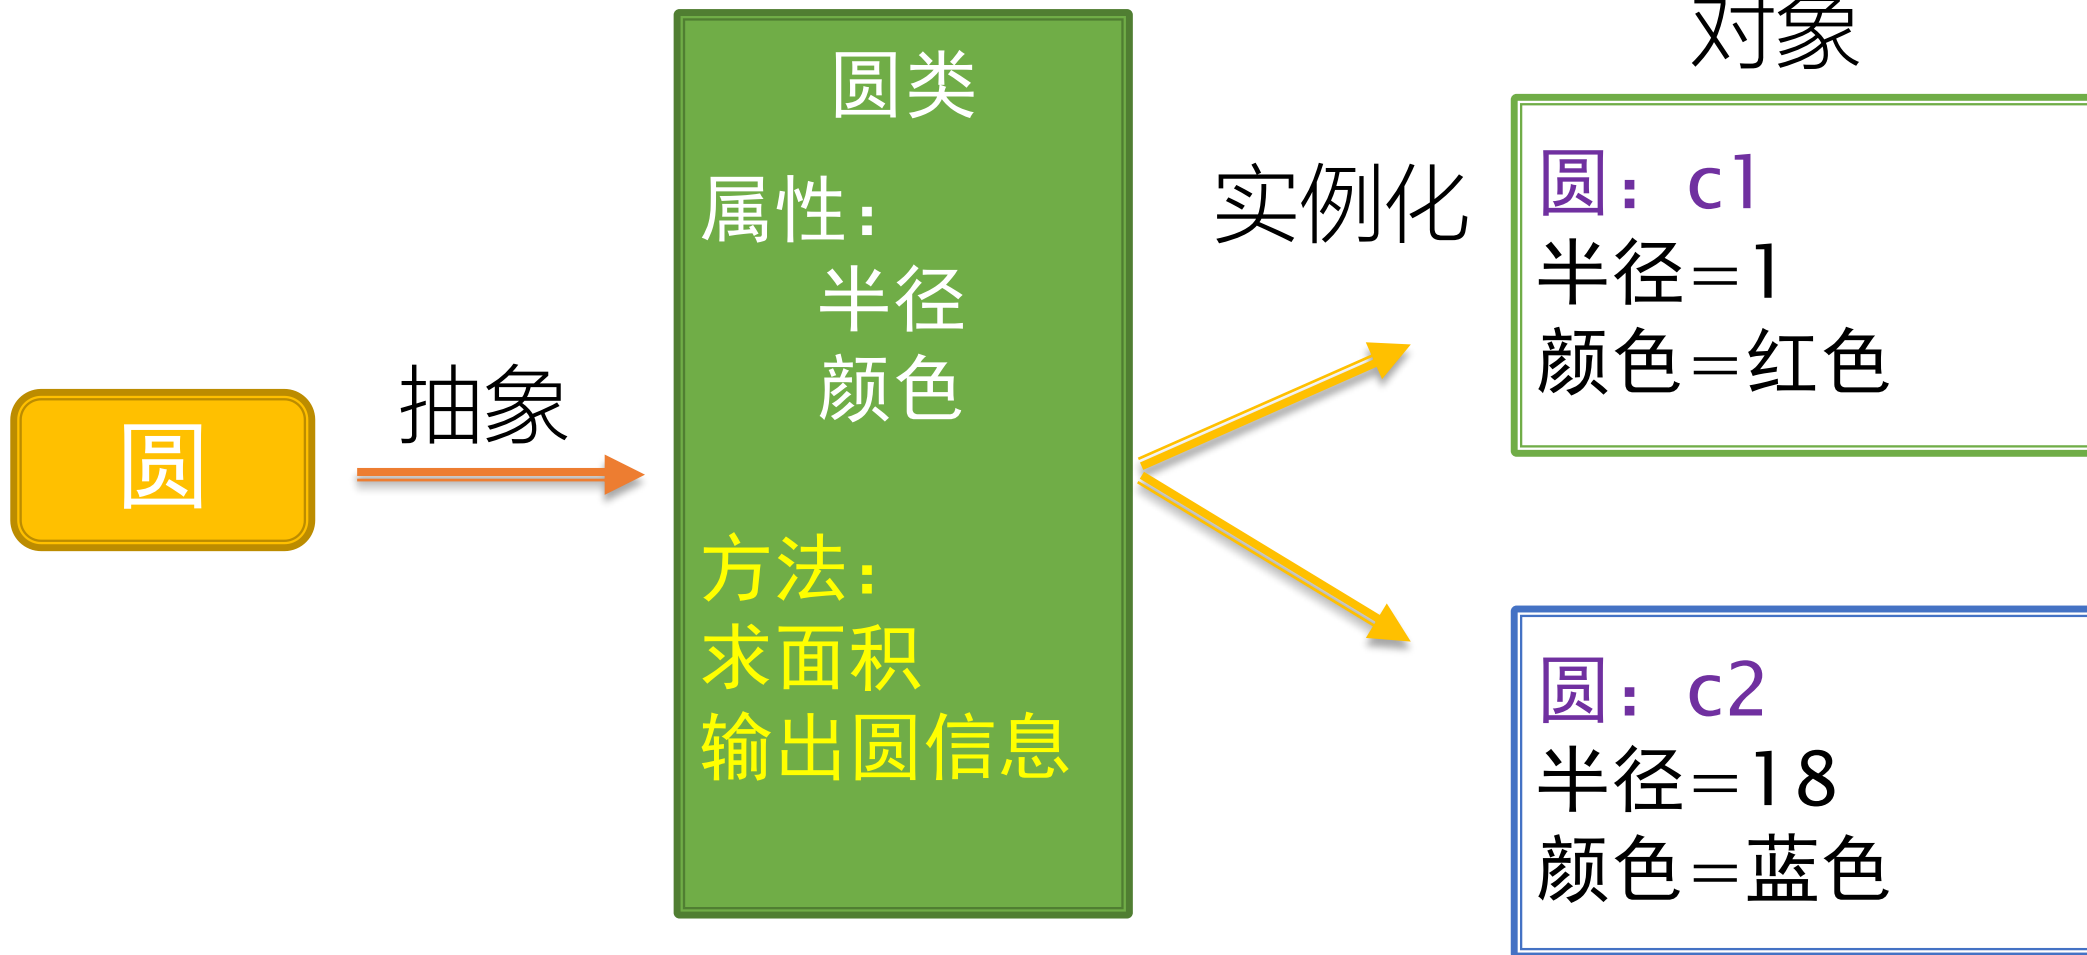 圆
抽象
圆类
属性：
半径
颜色
方法：
求面积
输出圆信息
实例化
对象
圆：c1
半径=1
颜色=红色
圆：c2
半径=18
颜色=蓝色